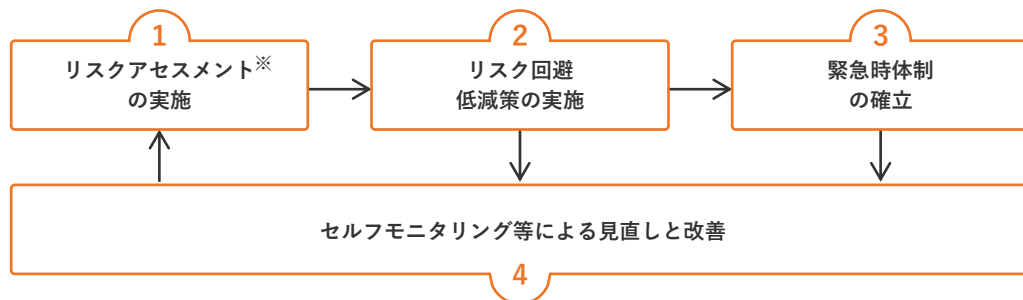 1
リスクアセスメント※
の実施
2
リスク回避
低減策の実施
3
緊急時体制
の確立
セルフモニタリング等による見直しと改善
4